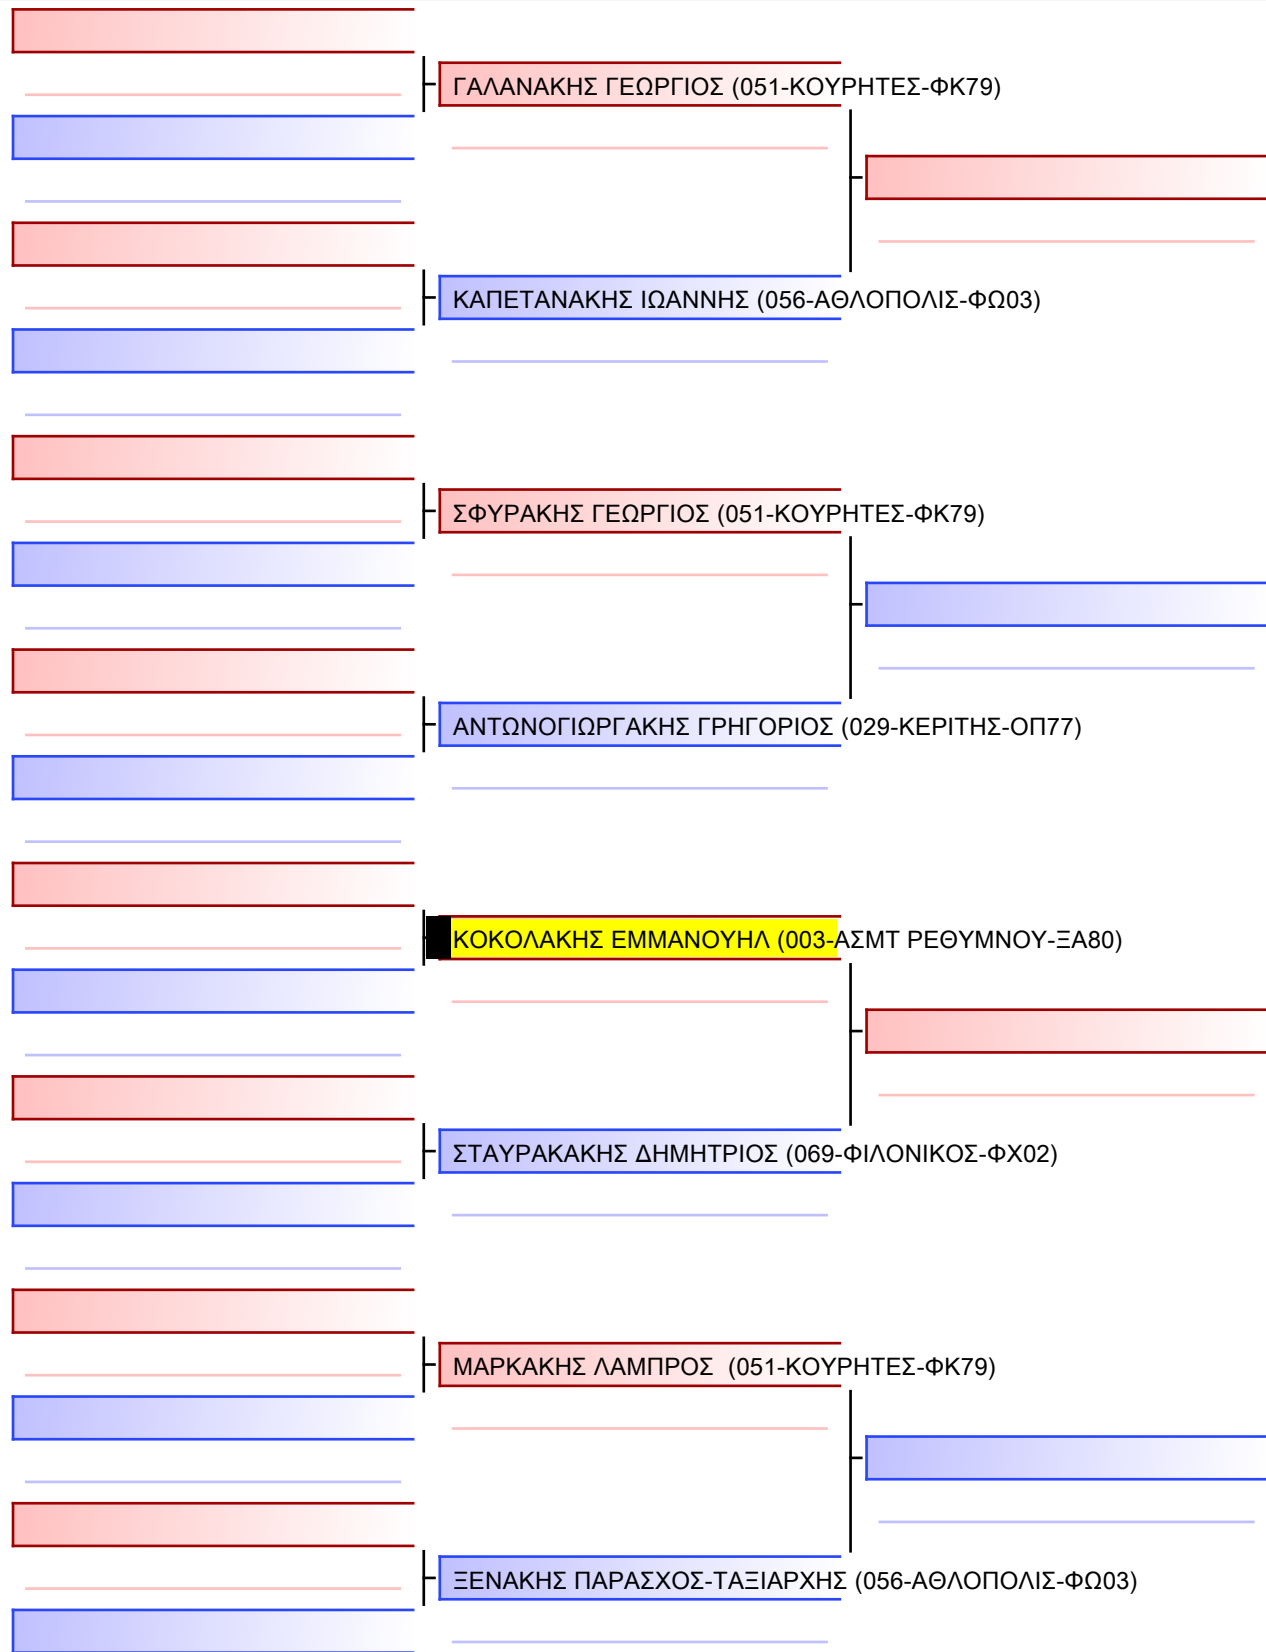 ΓΑΛΑΝΑΚΗΣ ΓΕΩΡΓΙΟΣ (051-ΚΟΥΡΗΤΕΣ-ΦΚ79)
ΚΑΠΕΤΑΝΑΚΗΣ ΙΩΑΝΝΗΣ (056-ΑΘΛΟΠΟΛΙΣ-ΦΩ03)
ΣΦΥΡΑΚΗΣ ΓΕΩΡΓΙΟΣ (051-ΚΟΥΡΗΤΕΣ-ΦΚ79)
ΑΝΤΩΝΟΓΙΩΡΓΑΚΗΣ ΓΡΗΓΟΡΙΟΣ (029-ΚΕΡΙΤΗΣ-ΟΠ77)
ΚΟΚΟΛΑΚΗΣ ΕΜΜΑΝΟΥΗΛ (003-ΑΣΜΤ ΡΕΘΥΜΝΟΥ-ΞΑ80)
ΣΤΑΥΡΑΚΑΚΗΣ ΔΗΜΗΤΡΙΟΣ (069-ΦΙΛΟΝΙΚΟΣ-ΦΧ02)
ΜΑΡΚΑΚΗΣ ΛΑΜΠΡΟΣ  (051-ΚΟΥΡΗΤΕΣ-ΦΚ79)
ΞΕΝΑΚΗΣ ΠΑΡΑΣΧΟΣ-ΤΑΞΙΑΡΧΗΣ (056-ΑΘΛΟΠΟΛΙΣ-ΦΩ03)